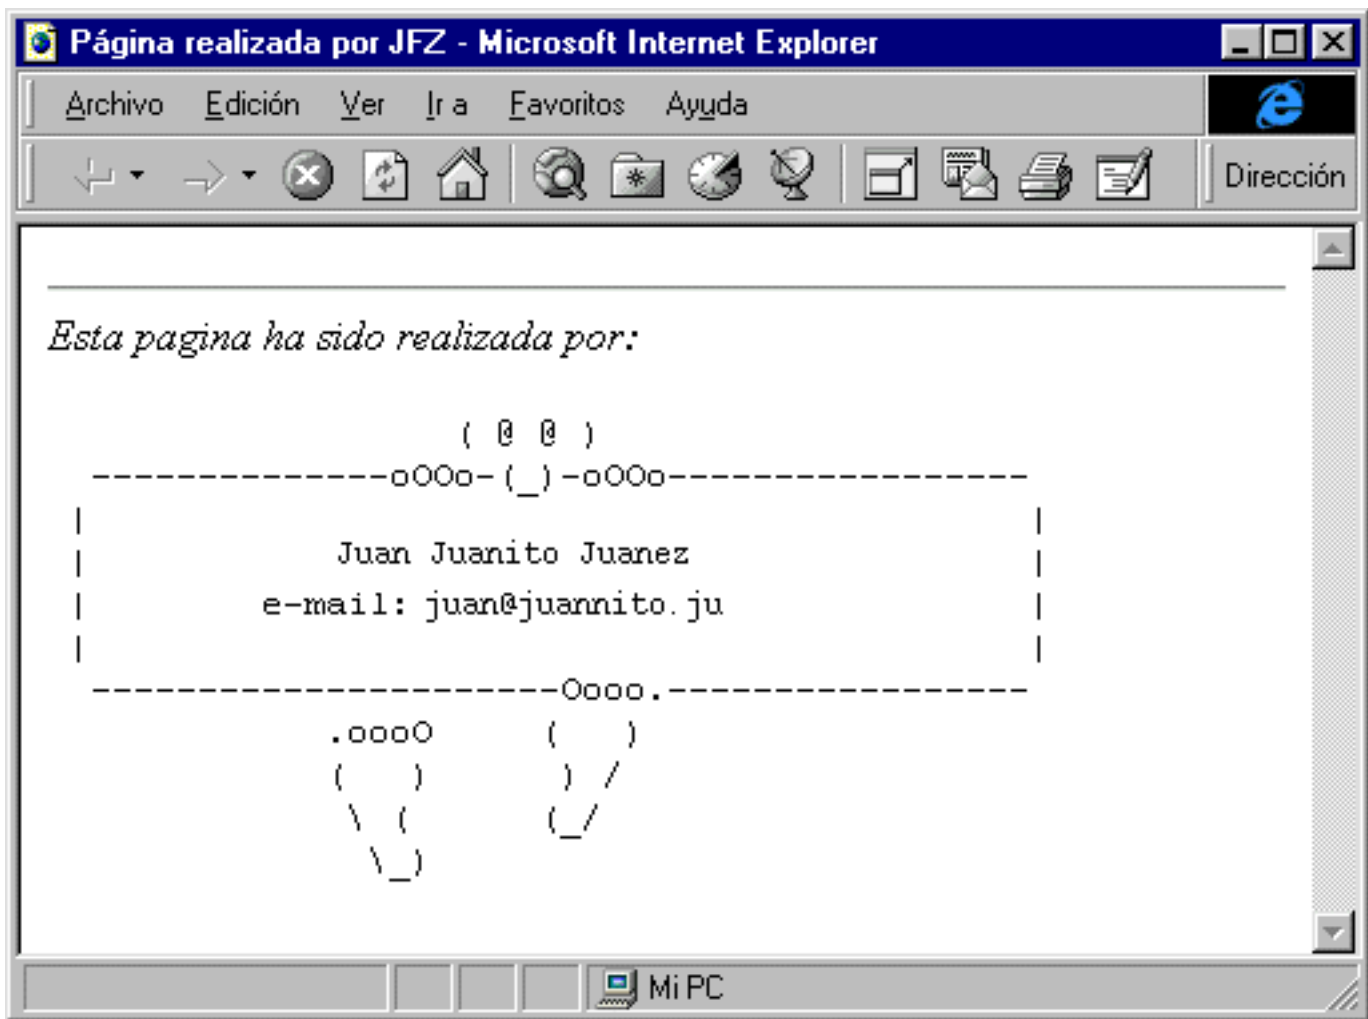 Página realizada por JFZ - Microsoft Internet Explorer
Archivo Edición Ver Ir a Favoritos Ayuda
Dirección
Esta pagina ha sido realizada por:
( @ @ )
--------------oOOo-(_)-oOOo-----------------
|                                            |
|                Juan Juanito Juanez         |
|           e-mail: juan@juannito.ju         |
|                                            |
----------------------Oooo.-----------------
.oooO     (    )
(    )      ) /
\  (      (_/
\_)
Mi PC